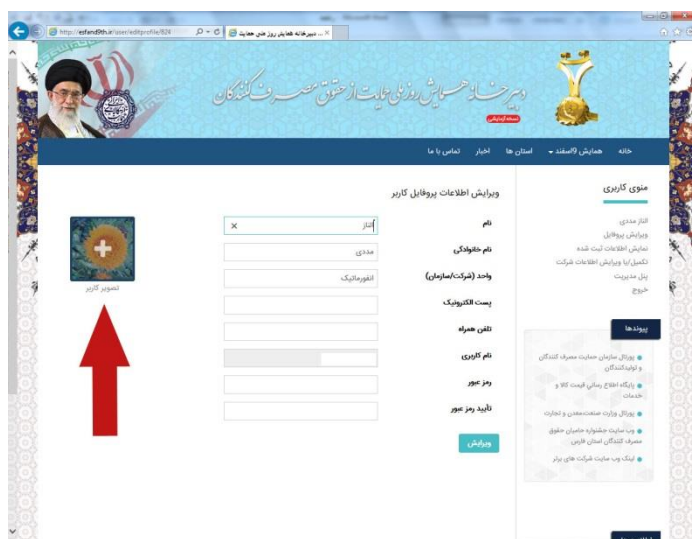 http://esfand9th.ir/user/editprofile/824
دبیرخانه همایش روز ملی حمایت ...
دبیرخانه همایش روز ملی حمایت از حقوق مصرف کنندگان
نسخه آزمایشی
خانه
همایش 9اسفند
استان ها
اخبار
تماس با ما
منوی کاربری
الناز مددی
ویرایش پروفایل
نمایش اطلاعات ثبت شده
تکمیل/یا ویرایش اطلاعات شرکت
پنل مدیریت
خروج
پیوندها
پورتال سازمان حمایت مصرف کنندگان
و تولیدکنندگان
پایگاه اطلاع رسانی قیمت کالا و
خدمات
پورتال وزارت صنعت،معدن و تجارت
وب سایت جشنواره حامیان حقوق
مصرف کنندگان استان فارس
لینک وب سایت شرکت های برتر
ویرایش اطلاعات پروفایل کاربر
نام
الناز
نام خانوادگی
مددی
واحد (شرکت/سازمان)
انفورماتیک
پست الکترونیک
تلفن همراه
نام کاربری
رمز عبور
تأیید رمز عبور
ویرایش
تصویر کاربر